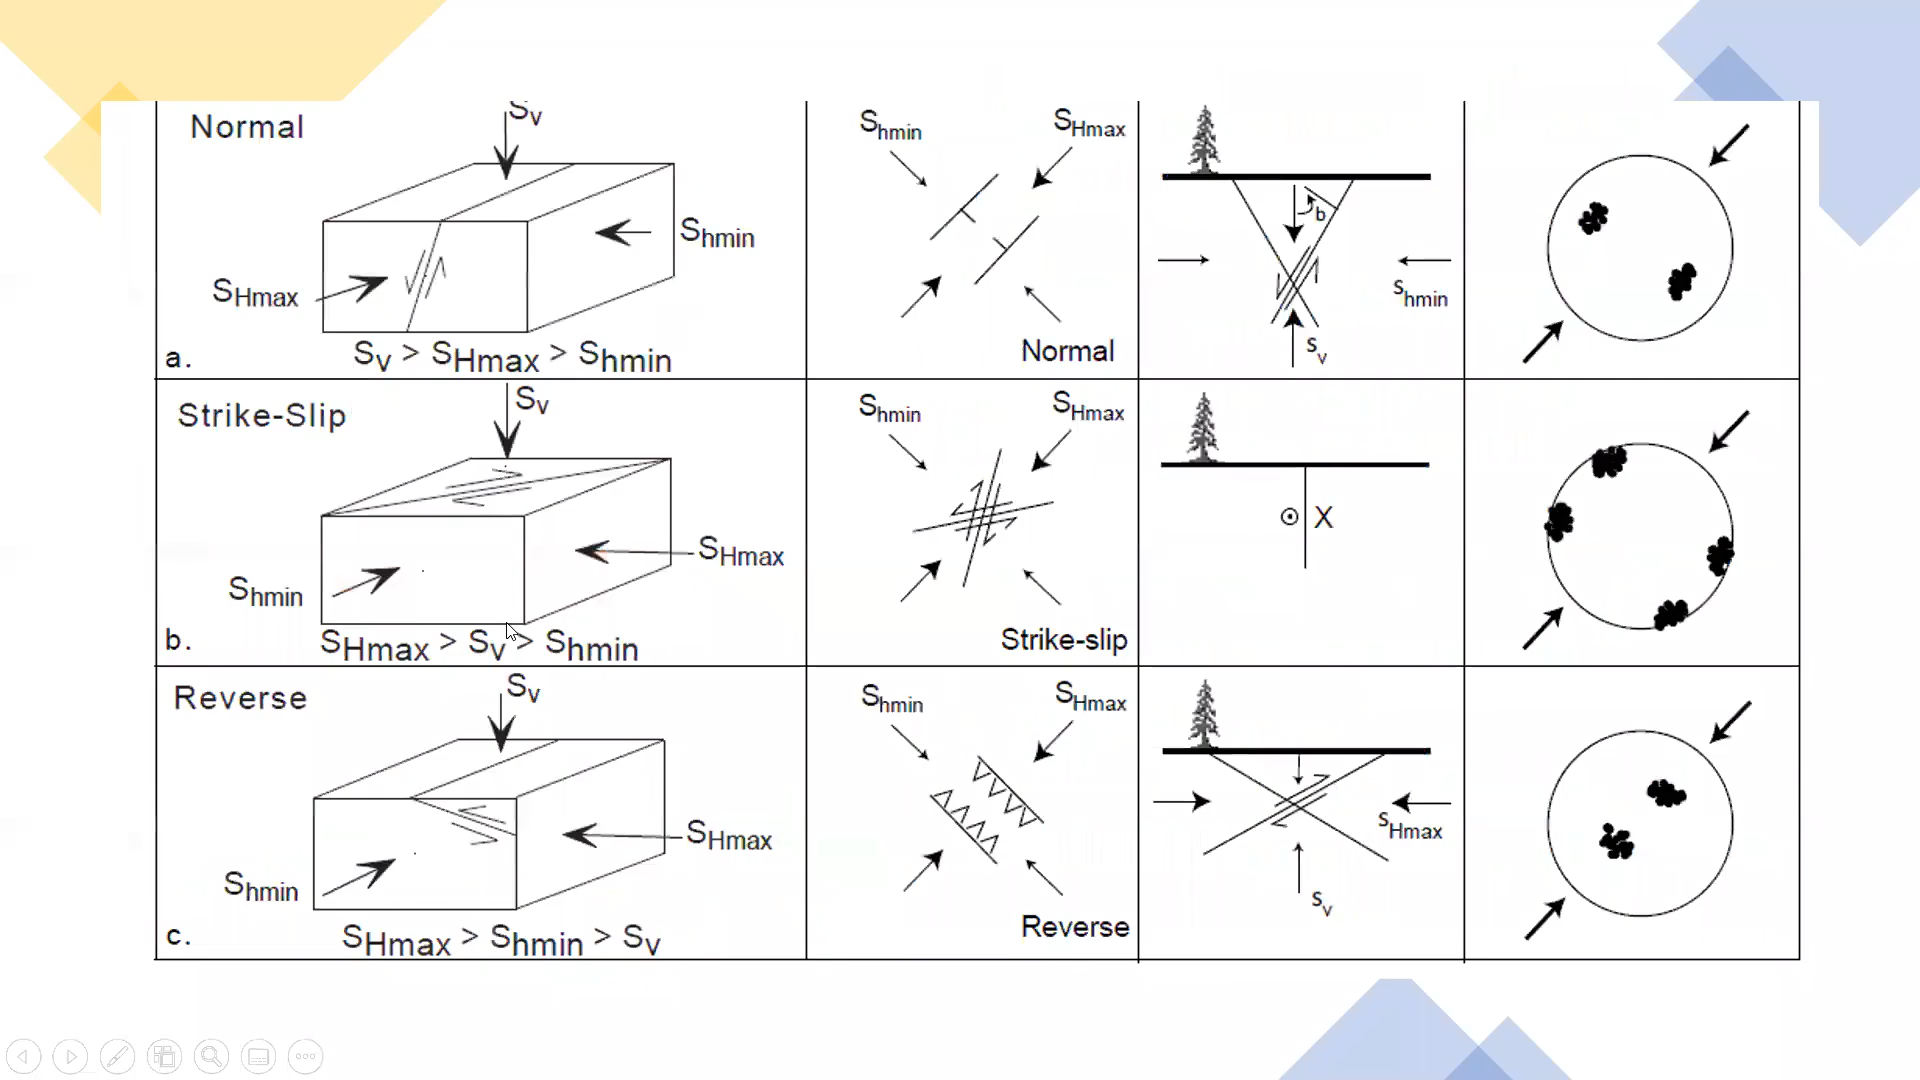 Normal
Sv
Shmin
SHmax
a.
Sv > SHmax > Shmin
Shmin
SHmax
Normal
b
shmin
sv
Strike-Slip
Sv
SHmax
Shmin
b.
SHmax > Sv > Shmin
Shmin
SHmax
Strike-slip
X
Reverse
Sv
SHmax
Shmin
c.
SHmax > Shmin > Sv
Shmin
SHmax
Reverse
sHmax
sv